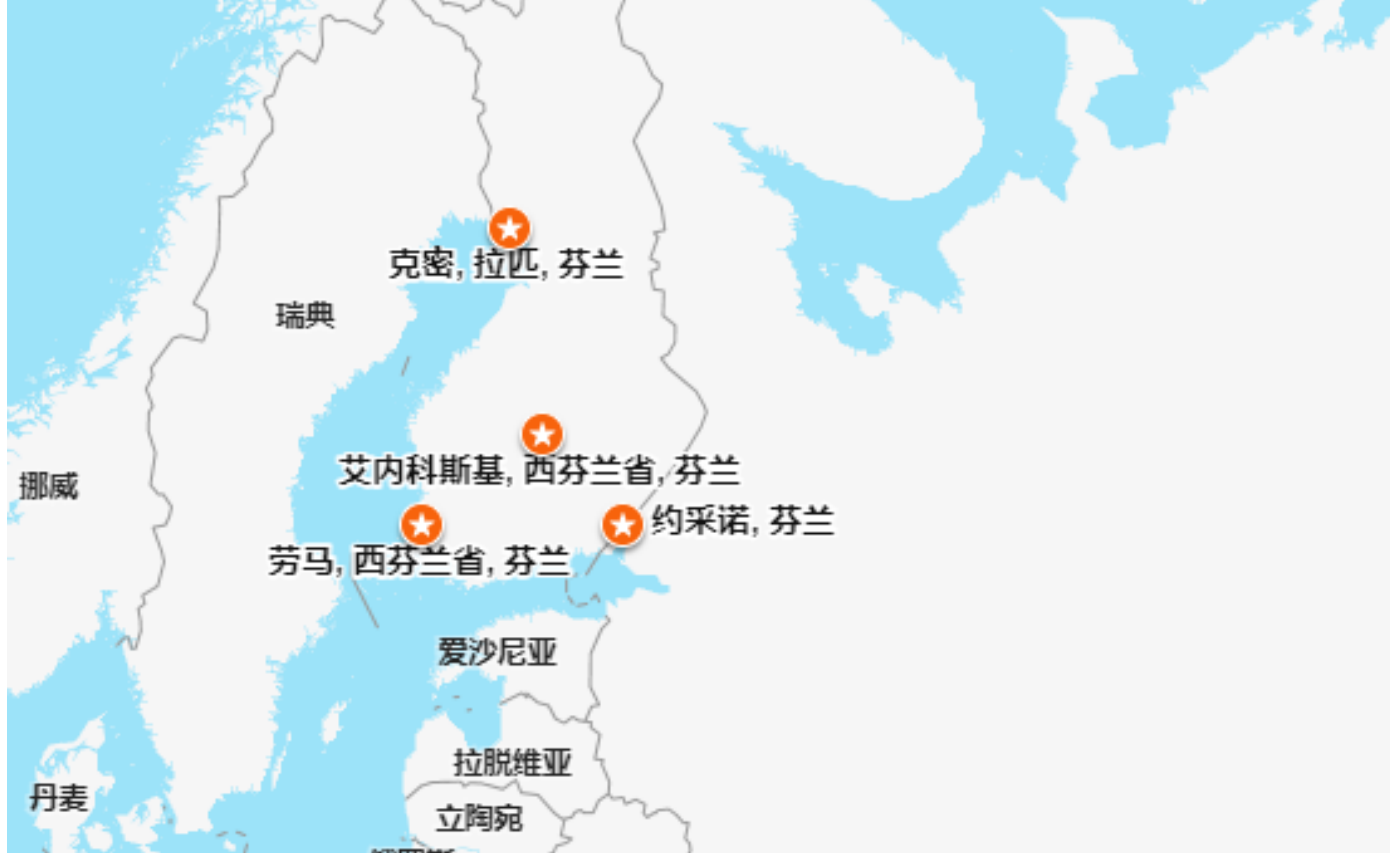 克密, 拉匹, 芬兰
瑞典
艾内科斯基, 西芬兰省, 芬兰
挪威
约采诺, 芬兰
劳马, 西芬兰省, 芬兰
爱沙尼亚
拉脱维亚
丹麦
立陶宛